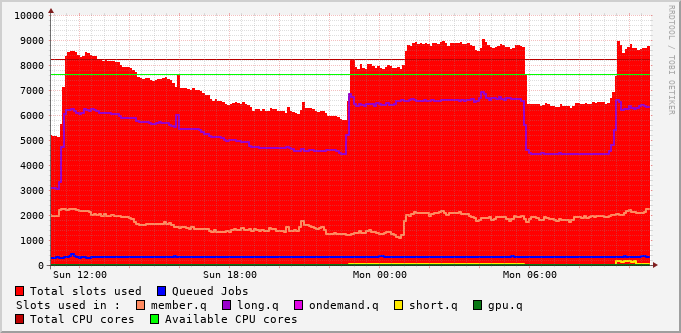 10000
9000
8000
7000
6000
5000
4000
3000
2000
1000
0
Sun 12:00 Sun 18:00 Mon 00:00 Mon 06:00
RRDTOOL / TOBI OETIKER
Total slots used Queued Jobs
Slots used in : member.q long.q ondemand.q short.q gpu.q
Total CPU cores Available CPU cores